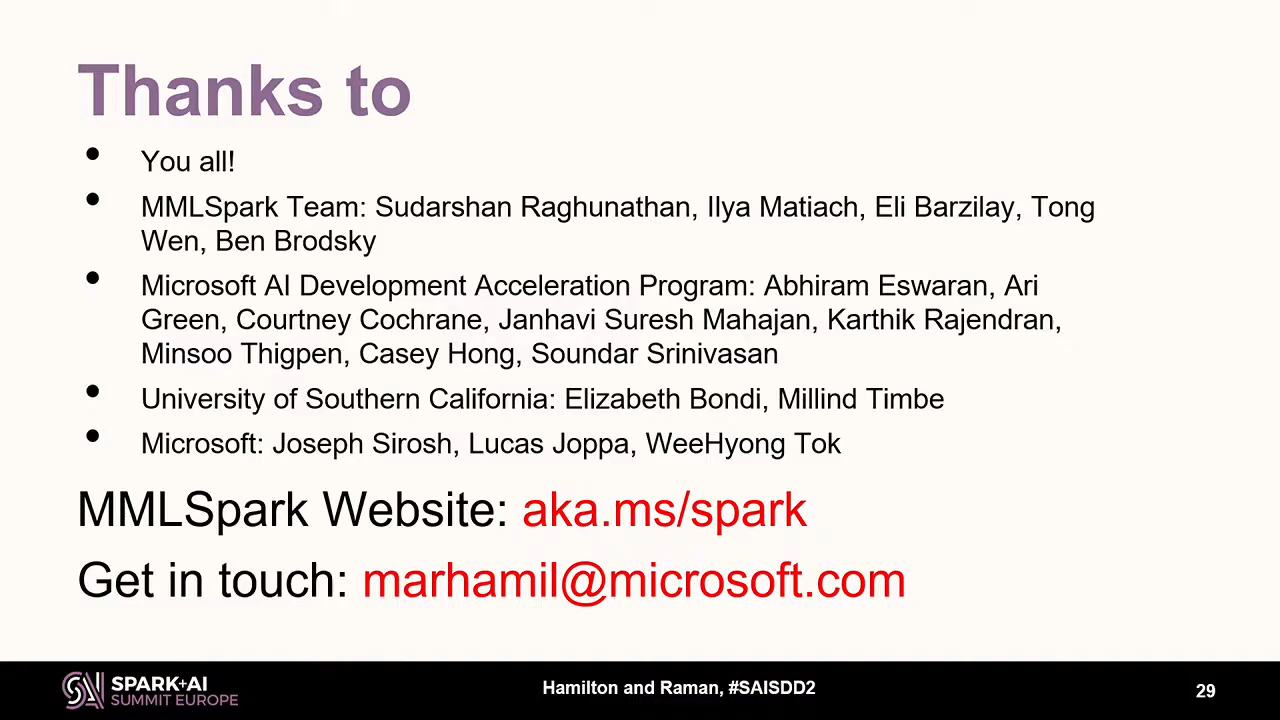 Thanks to
• You all!
• MMLSpark Team: Sudarshan Raghunathan, Ilya Matiach, Eli Barzilay, Tong
Wen, Ben Brodsky
• Microsoft AI Development Acceleration Program: Abhiram Eswaran, Ari
Green, Courtney Cochrane, Janhavi Suresh Mahajan, Karthik Rajendran,
Minsoo Thigpen, Casey Hong, Soundar Srinivasan
• University of Southern California: Elizabeth Bondi, Millind Timbe
• Microsoft: Joseph Sirosh, Lucas Joppa, WeeHyong Tok
MMLSpark Website: aka.ms/spark
Get in touch: marhamil@microsoft.com
SPARK+AI
SUMMIT EUROPE
Hamilton and Raman, #SAISDD2
29